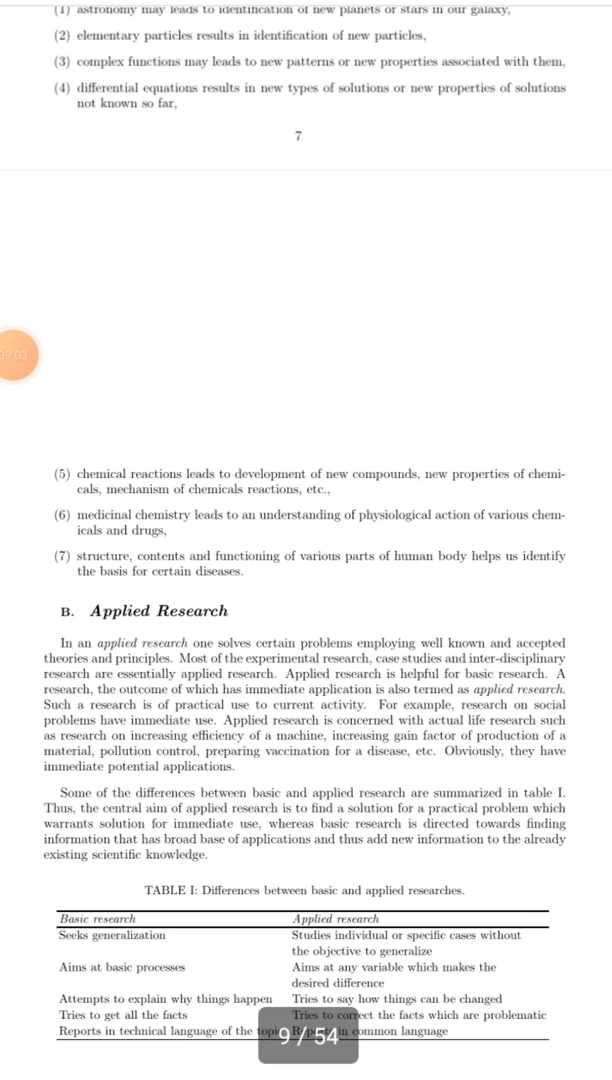 (1) astronomy may leads to identification of new planets or stars in our galaxy,
(2) elementary particles results in identification of new particles,
(3) complex functions may leads to new patterns or new properties associated with them,
(4) differential equations results in new types of solutions or new properties of solutions
not known so far,
7
09:03
(5) chemical reactions leads to development of new compounds, new properties of chemi-
cals, mechanism of chemicals reactions, etc.,
(6) medicinal chemistry leads to an understanding of physiological action of various chem-
icals and drugs,
(7) structure, contents and functioning of various parts of human body helps us identify
the basis for certain diseases.
B. Applied Research
In an applied research one solves certain problems employing well known and accepted
theories and principles. Most of the experimental research, case studies and inter-disciplinary
research are essentially applied research. Applied research is helpful for basic research. A
research, the outcome of which has immediate application is also termed as applied research.
Such a research is of practical use to current activity. For example, research on social
problems have immediate use. Applied research is concerned with actual life research such
as research on increasing efficiency of a machine, increasing gain factor of production of a
material, pollution control, preparing vaccination for a disease, etc. Obviously, they have
immediate potential applications.
Some of the differences between basic and applied research are summarized in table I.
Thus, the central aim of applied research is to find a solution for a practical problem which
warrants solution for immediate use, whereas basic research is directed towards finding
information that has broad base of applications and thus add new information to the already
existing scientific knowledge.
TABLE I: Differences between basic and applied researches.
Basic research Applied research
Seeks generalization Studies individual or specific cases without
the objective to generalize
Aims at basic processes Aims at any variable which makes the
desired difference
Attempts to explain why things happen Tries to say how things can be changed
Tries to get all the facts Tries to correct the facts which are problematic
Reports in technical language of the topic Reports in common language
9 / 54